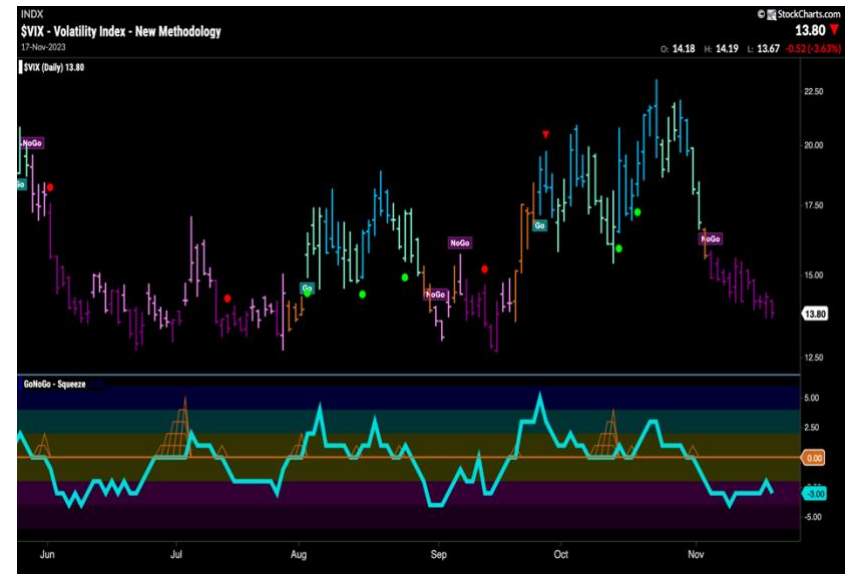 INDX
© StockCharts.com
$VIX - Volatility Index - New Methodology
13.80
17-Nov-2023
O: 14.18 H: 14.19 L: 13.67 -0.52 (-3.63%)
$VIX (Daily) 13.80
22.50
NoGo
20.00
Go
17.50
Go
NoGo
NoGo
15.00
Go
NoGo
13.80
12.50
GoNoGo - Squeeze
5.00
2.50
0.00
-3.00
-5.00
Jun Jul Aug Sep Oct Nov